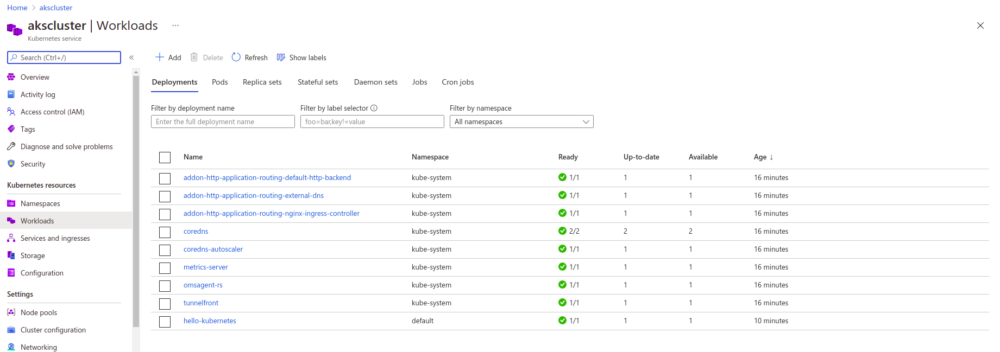 Home > akscluster
akscluster | Workloads ...
Kubernetes service
Search (Ctrl+/) «
Overview
Activity log
Access control (IAM)
Tags
Diagnose and solve problems
Security
Kubernetes resources
Namespaces
Workloads
Services and ingresses
Storage
Configuration
Settings
Node pools
Cluster configuration
Networking
Add Delete Refresh Show labels
Deployments Pods Replica sets Stateful sets Daemon sets Jobs Cron jobs
Filter by deployment name Filter by label selector Filter by namespace
Enter the full deployment name foo=bar,key!=value All namespaces
Name Namespace Ready Up-to-date Available Age ↓
addon-http-application-routing-default-http-backend kube-system 1/1 1 1 16 minutes
addon-http-application-routing-external-dns kube-system 1/1 1 1 16 minutes
addon-http-application-routing-nginx-ingress-controller kube-system 1/1 1 1 16 minutes
coredns kube-system 2/2 2 2 16 minutes
coredns-autoscaler kube-system 1/1 1 1 16 minutes
metrics-server kube-system 1/1 1 1 16 minutes
omsagent-rs kube-system 1/1 1 1 16 minutes
tunnelfront kube-system 1/1 1 1 16 minutes
hello-kubernetes default 1/1 1 1 10 minutes